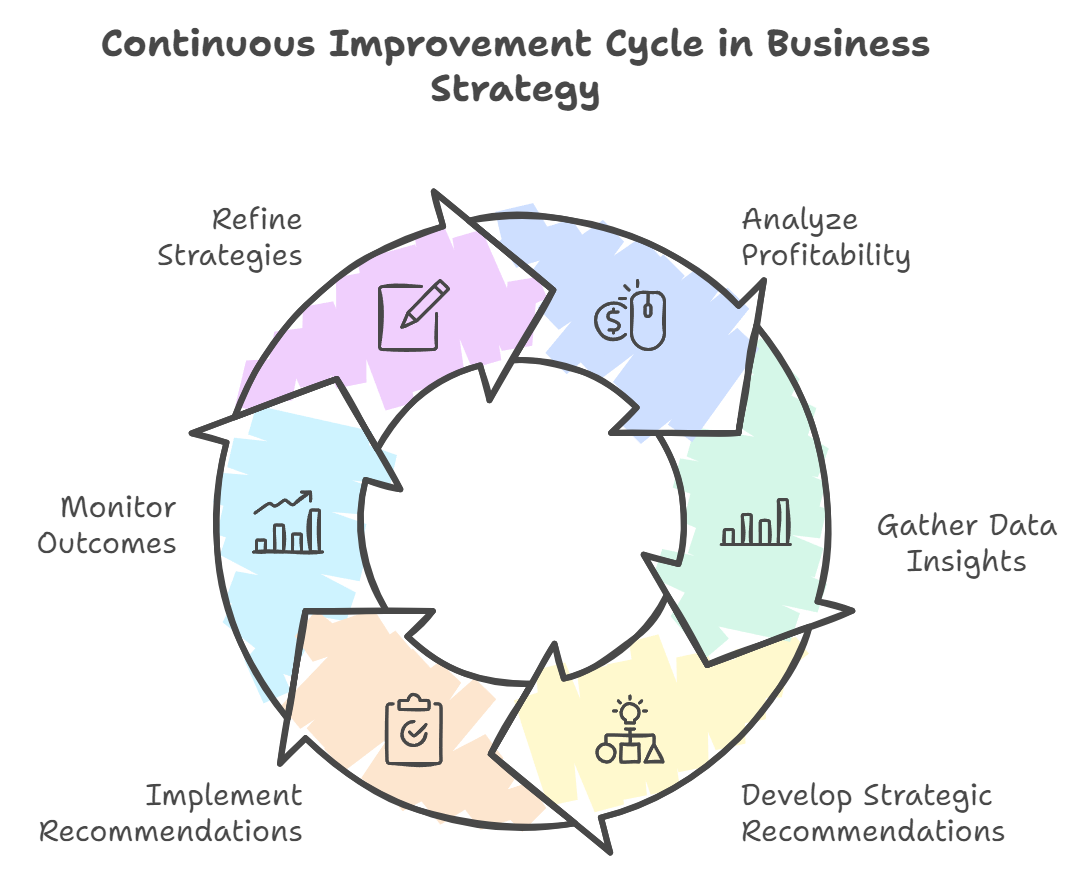 Continuous Improvement Cycle in Business
Strategy
Refine
Strategies
Analyze
Profitability
$
Monitor
Outcomes
Gather Data
Insights
Implement
Recommendations
Develop Strategic
Recommendations